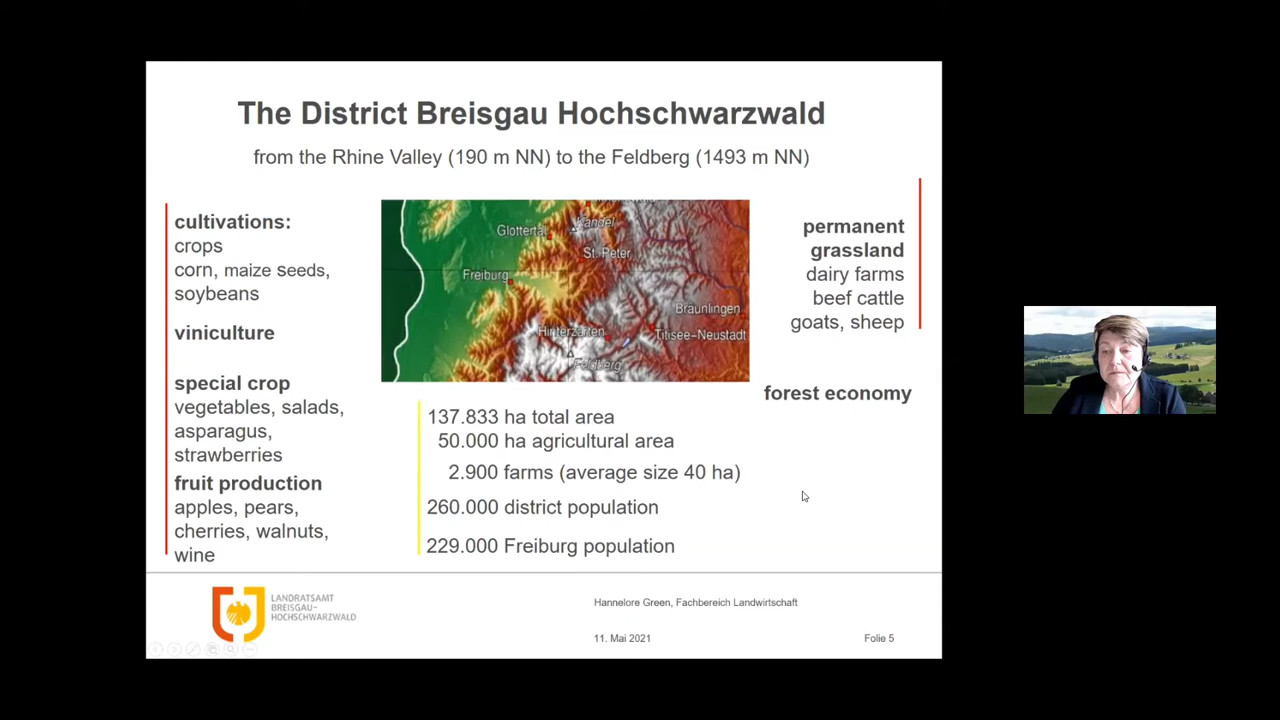 The District Breisgau Hochschwarzwald
from the Rhine Valley (190 m NN) to the Feldberg (1493 m NN)
cultivations:
crops
corn, maize seeds,
soybeans
viniculture
special crop
vegetables, salads,
asparagus,
strawberries
fruit production
apples, pears,
cherries, walnuts,
wine
Kandel
Glottertal
St. Peter
Freiburg
Bräunlingen
Hinterzarten
Titisee-Neustadt
Feldberg
permanent
grassland
dairy farms
beef cattle
goats, sheep
forest economy
137.833 ha total area
50.000 ha agricultural area
2.900 farms (average size 40 ha)
260.000 district population
229.000 Freiburg population
LANDRATSAMT
BREISGAU-
HOCHSCHWARZWALD
Hannelore Green, Fachbereich Landwirtschaft
11. Mai 2021
Folie 5